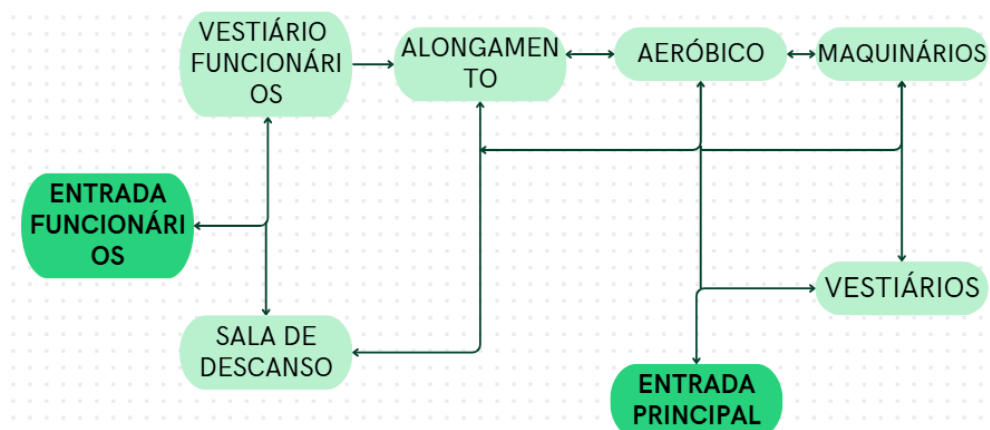 VESTIÁRIO
FUNCIONÁRI
OS
ALONGAMEN
TO
AERÓBICO
MAQUINÁRIOS
ENTRADA
FUNCIONÁRI
OS
VESTIÁRIOS
SALA DE
DESCANSO
ENTRADA
PRINCIPAL